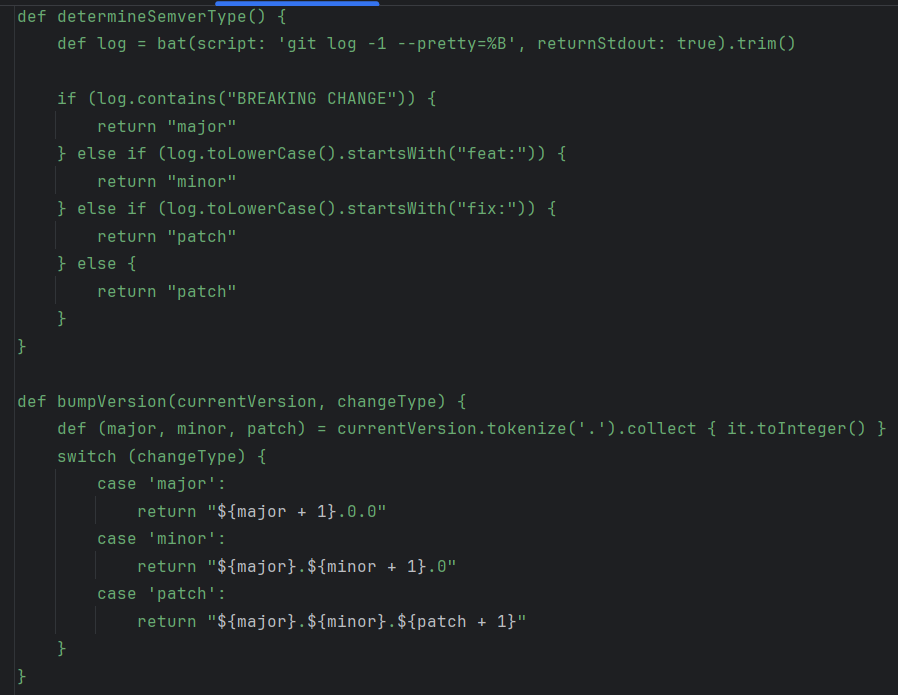 def determineSemverType() {
    def log = bat(script: 'git log -1 --pretty=%B', returnStdout: true).trim()

    if (log.contains("BREAKING CHANGE")) {
        return "major"
    } else if (log.toLowerCase().startsWith("feat:")) {
        return "minor"
    } else if (log.toLowerCase().startsWith("fix:")) {
        return "patch"
    } else {
        return "patch"
    }
}

def bumpVersion(currentVersion, changeType) {
    def (major, minor, patch) = currentVersion.tokenize('.').collect { it.toInteger() }
    switch (changeType) {
        case 'major':
            return "${major + 1}.0.0"
        case 'minor':
            return "${major}.${minor + 1}.0"
        case 'patch':
            return "${major}.${minor}.${patch + 1}"
    }
}